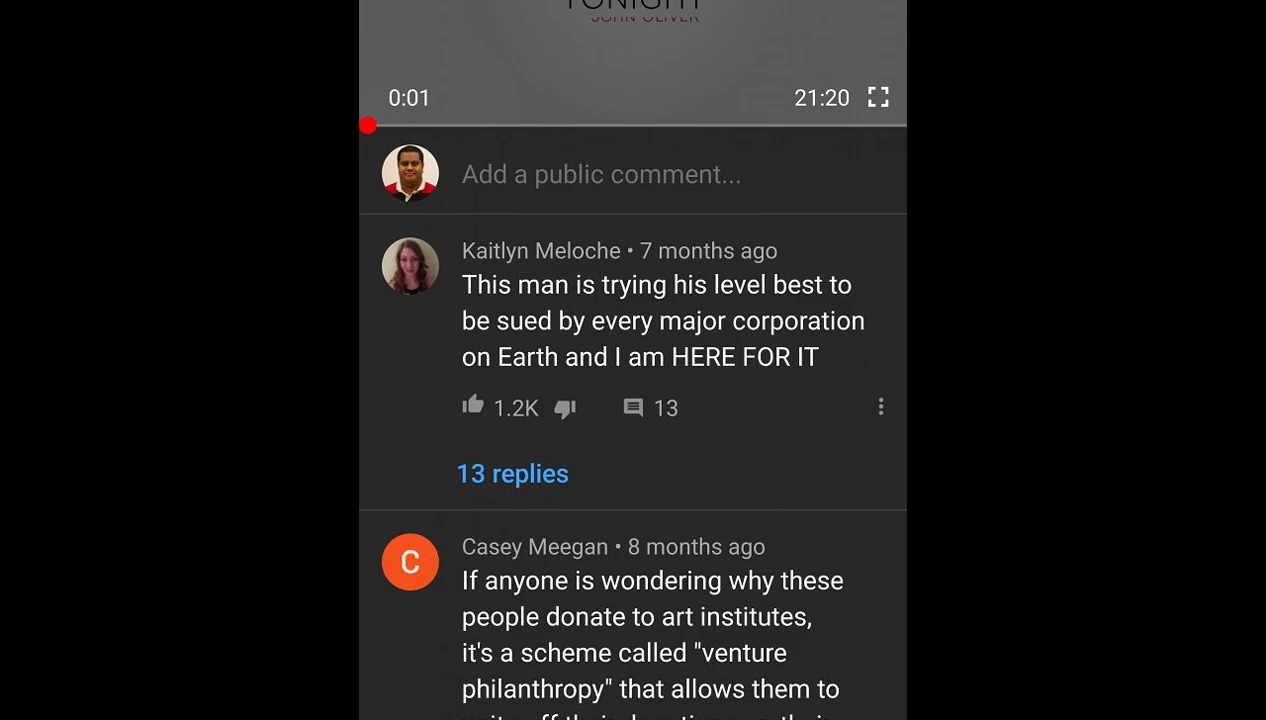 TONIGHT
JOHN OLIVER
0:01
21:20
Add a public comment...
Kaitlyn Meloche • 7 months ago
This man is trying his level best to
be sued by every major corporation
on Earth and I am HERE FOR IT
1.2K
13
13 replies
C
Casey Meegan • 8 months ago
If anyone is wondering why these
people donate to art institutes,
it's a scheme called "venture
philanthropy" that allows them to